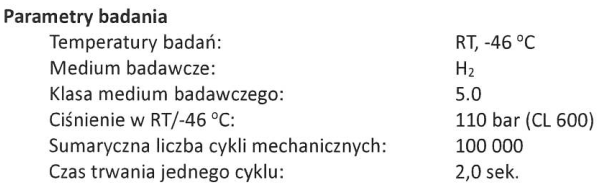 Parametry badania
Temperatury badań: RT, -46 °C
Medium badawcze: H₂
Klasa medium badawczego: 5.0
Ciśnienie w RT/-46 °C: 110 bar (CL 600)
Sumaryczna liczba cykli mechanicznych: 100 000
Czas trwania jednego cyklu: 2,0 sek.